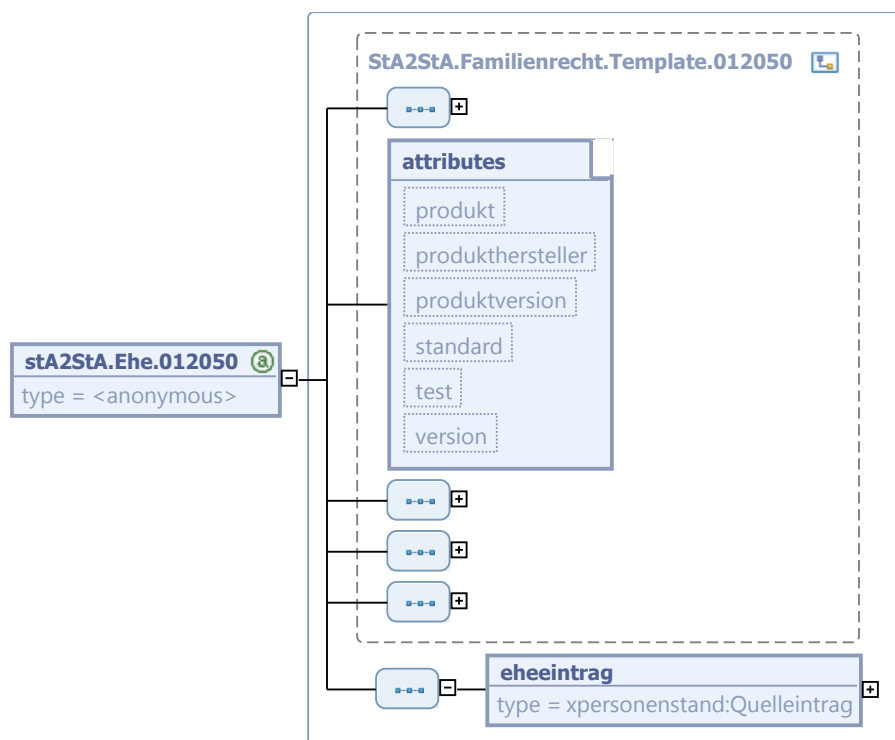 StA2StA.Familienrecht.Template.012050
attributes
produkt
produkthersteller
produktversion
standard
test
version
stA2StA.Ehe.012050 a
type = <anonymous>
eheeintrag
type = xpersonenstand:Quelleintrag